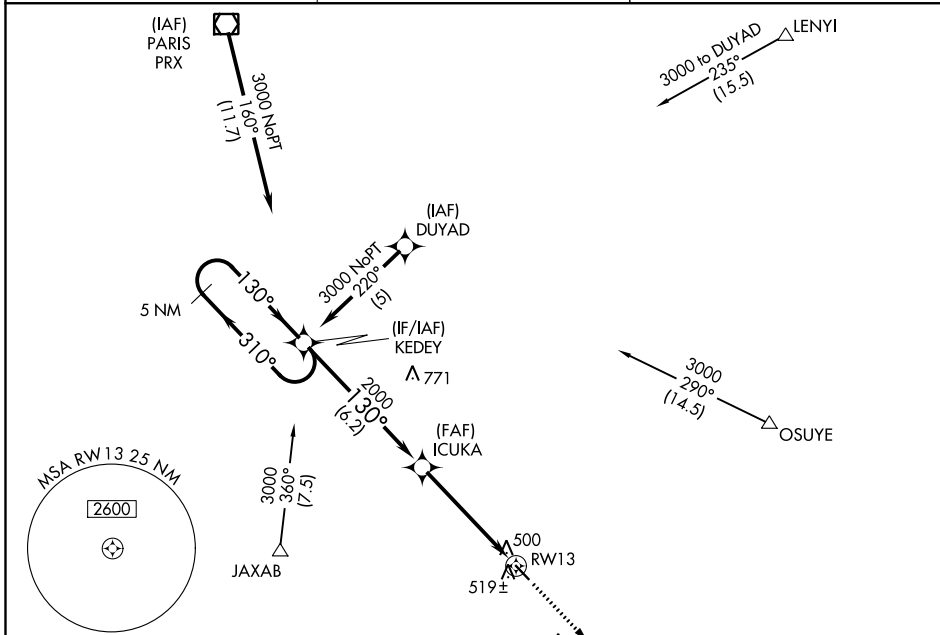 (IAF)
PARIS
PRX
3000 NoPT
160°
(11.7)
LENYI
3000 to DUYAD
235°
(15.5)
(IAF)
DUYAD
3000 NoPT
220°
(5)
5 NM
130°
310°
(IF/IAF)
KEDEY
771
2000
130°
(6.2)
(FAF)
ICUKA
3000
290°
(14.5)
OSUYE
3000
360°
(7.5)
JAXAB
MSA RW13 25 NM
2600
500
RW13
519±